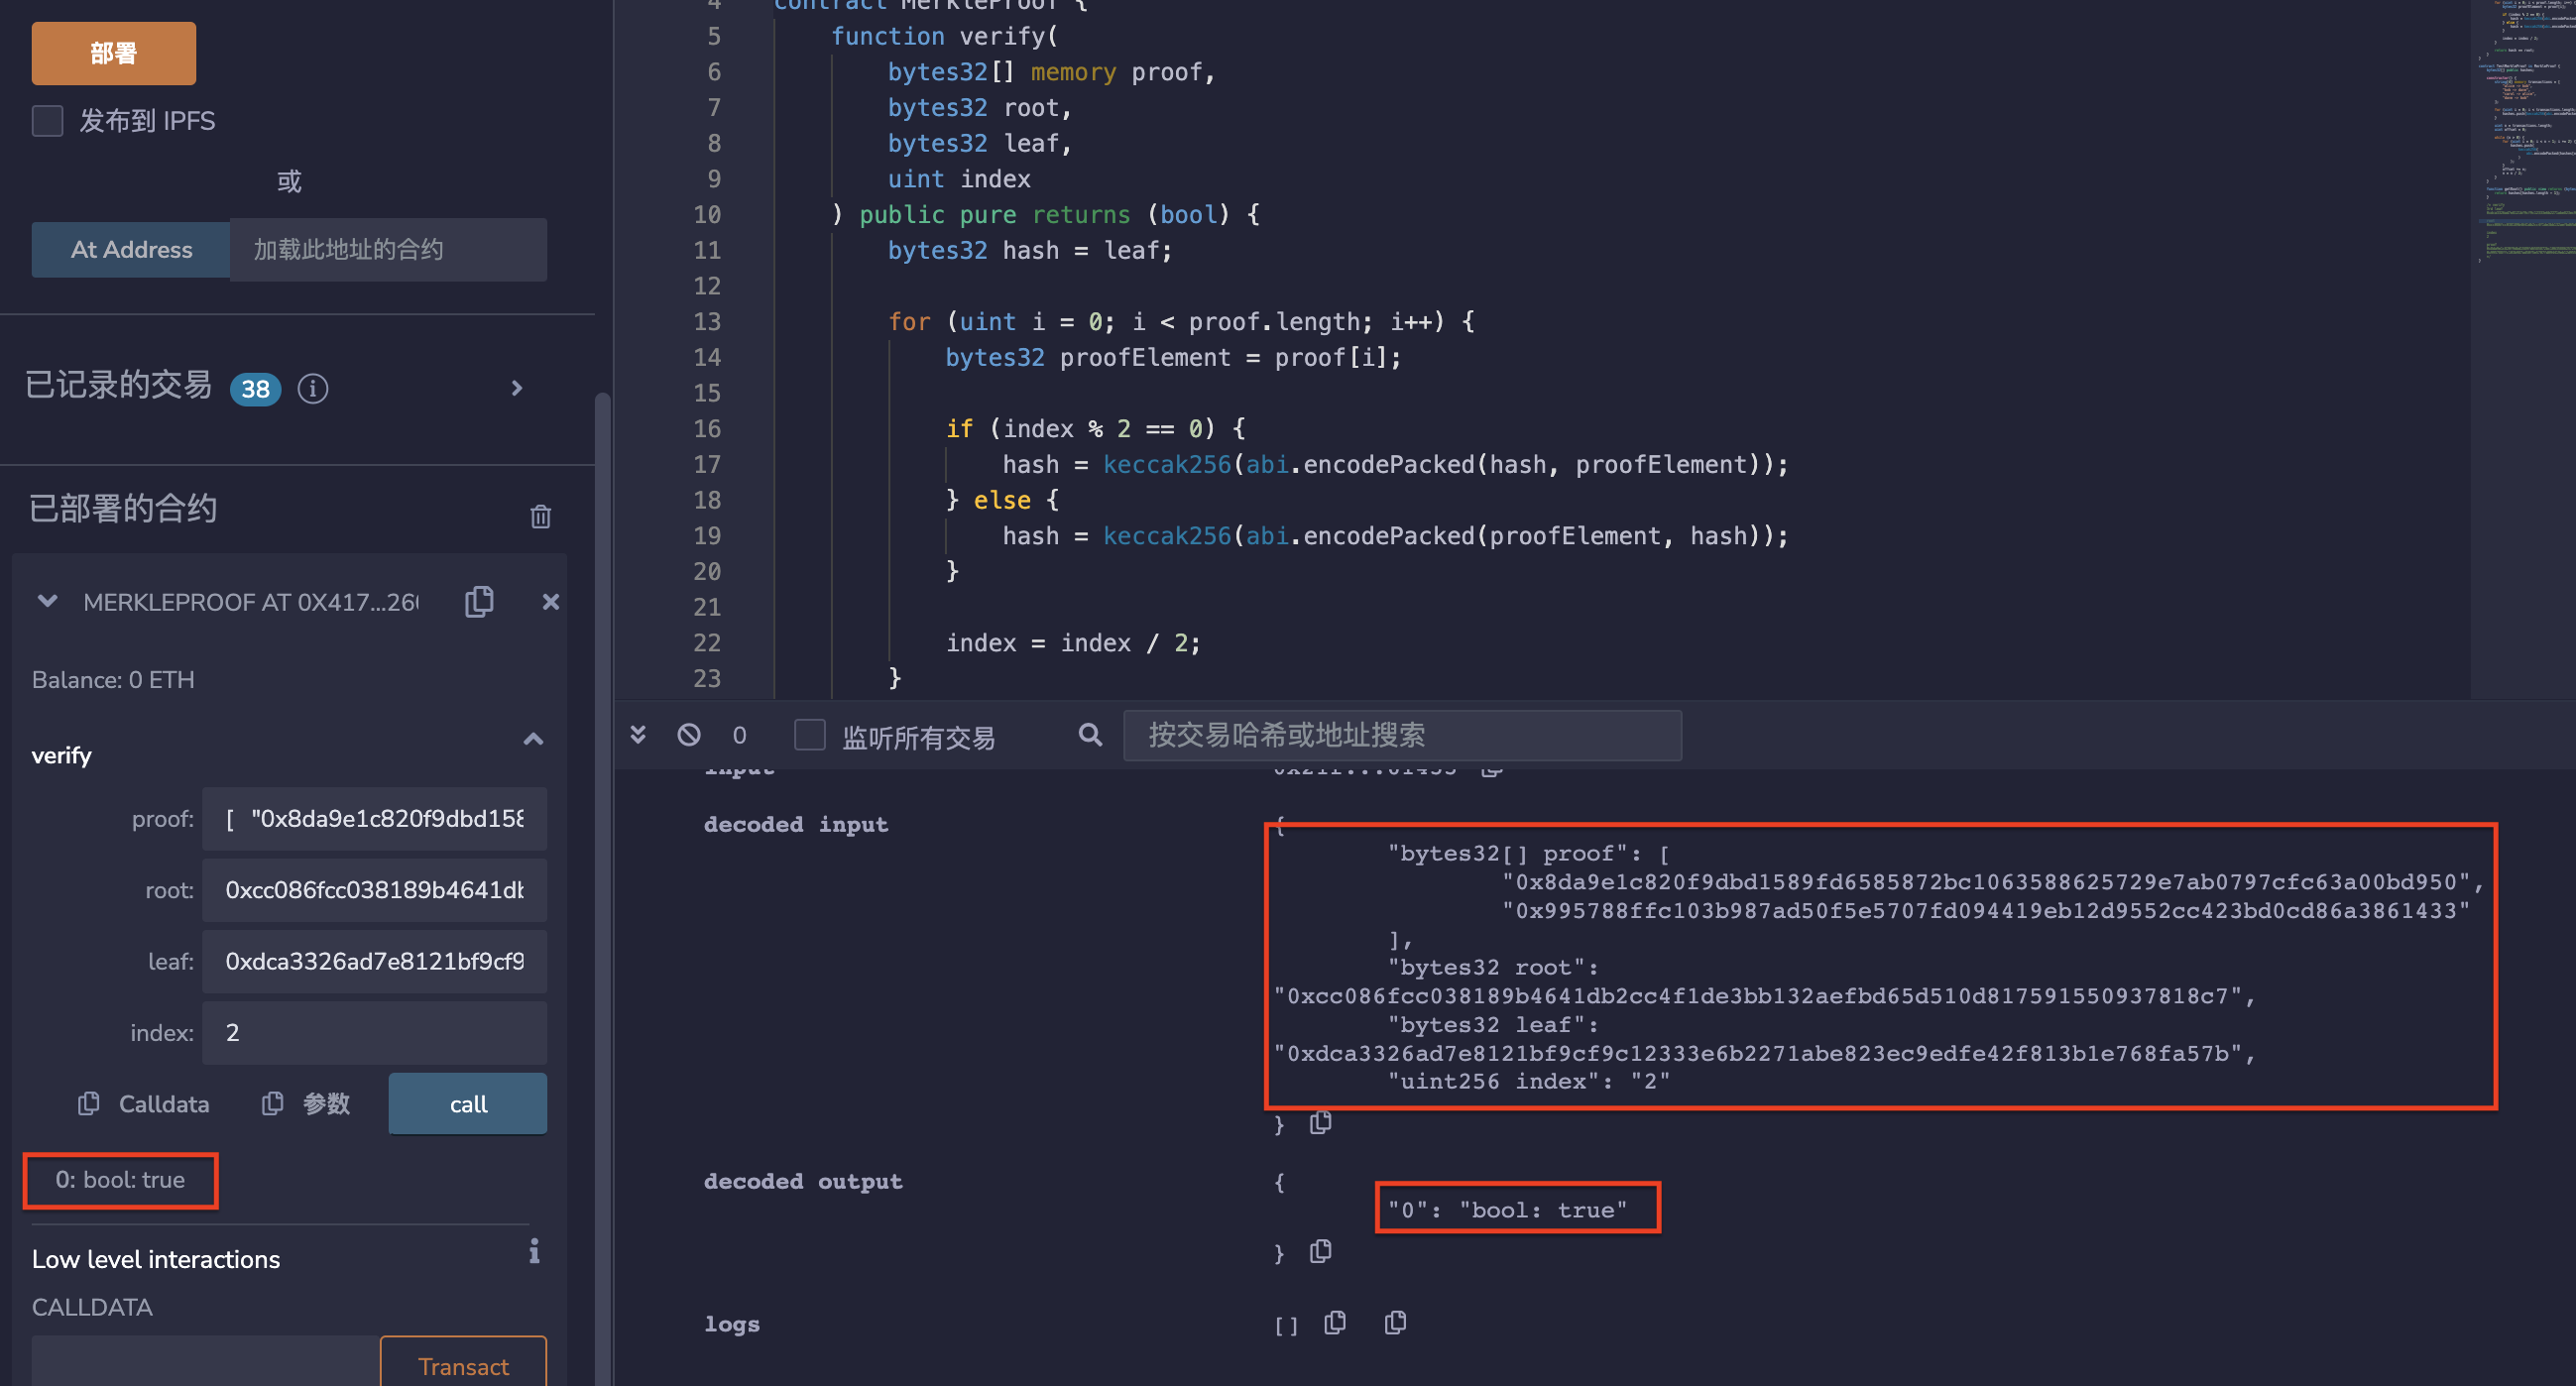 部署
发布到 IPFS
或
At Address 加载此地址的合约
已记录的交易 38
已部署的合约
MERKLEPROOF AT 0X417...26
Balance: 0 ETH
verify
proof: [ "0x8da9e1c820f9dbd158
root: 0xcc086fcc038189b4641db
leaf: 0xdca3326ad7e8121bf9cf9
index: 2
Calldata 参数 call
0: bool: true
Low level interactions
CALLDATA
Transact
4 contract MerkleProof {
5 function verify(
6 bytes32[] memory proof,
7 bytes32 root,
8 bytes32 leaf,
9 uint index
10 ) public pure returns (bool) {
11 bytes32 hash = leaf;
12
13 for (uint i = 0; i < proof.length; i++) {
14 bytes32 proofElement = proof[i];
15
16 if (index % 2 == 0) {
17 hash = keccak256(abi.encodePacked(hash, proofElement));
18 } else {
19 hash = keccak256(abi.encodePacked(proofElement, hash));
20 }
21
22 index = index / 2;
23 }
0 监听所有交易 按交易哈希或地址搜索
input 0x21f...61433
decoded input {
"bytes32[] proof": [
"0x8da9e1c820f9dbd1589fd6585872bc1063588625729e7ab0797cfc63a00bd950",
"0x995788ffc103b987ad50f5e5707fd094419eb12d9552cc423bd0cd86a3861433"
],
"bytes32 root":
"0xcc086fcc038189b4641db2cc4f1de3bb132aefbd65d510d817591550937818c7",
"bytes32 leaf":
"0xdca3326ad7e8121bf9cf9c12333e6b2271abe823ec9edfe42f813b1e768fa57b",
"uint256 index": "2"
}
decoded output {
"0": "bool: true"
}
logs []